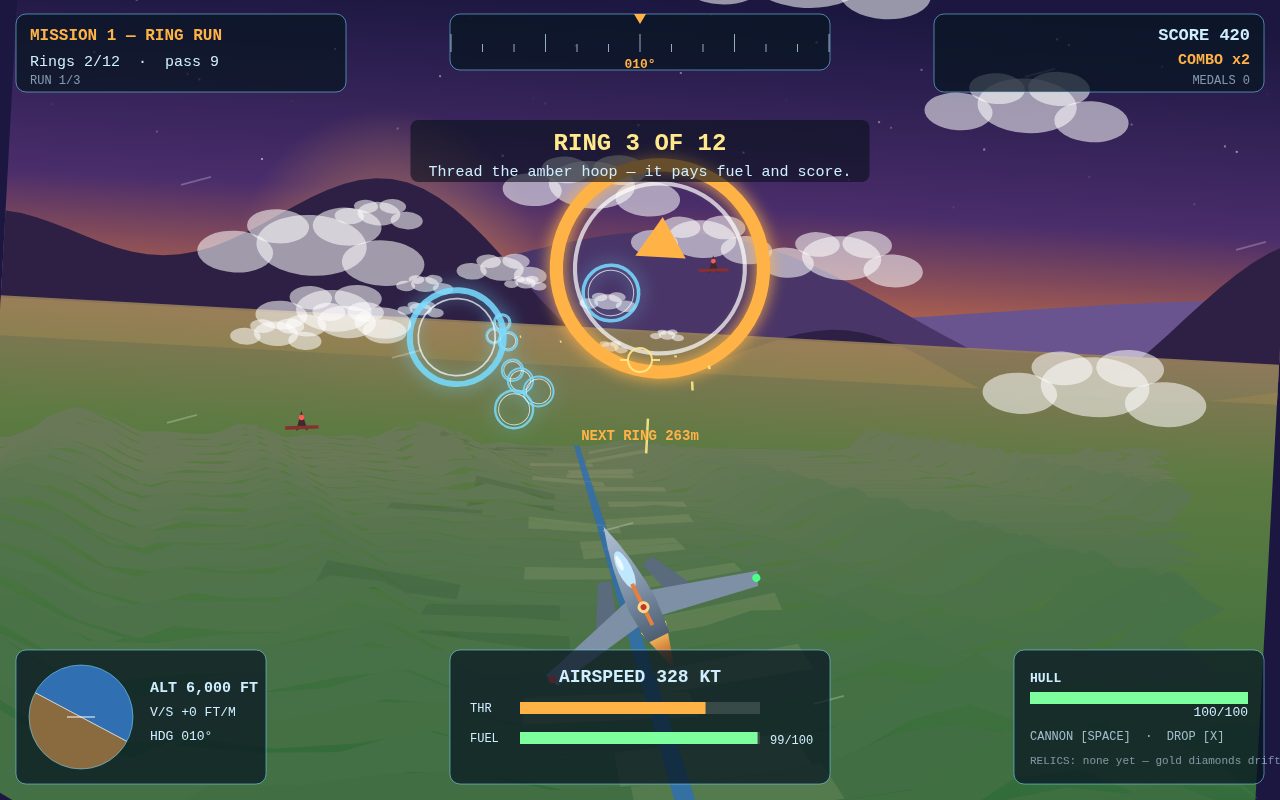 MISSION 1 — RING RUN
Rings 2/12 · pass 9
RUN 1/3
010°
SCORE 420
COMBO x2
MEDALS 0
RING 3 OF 12
Thread the amber hoop — it pays fuel and score.
NEXT RING 263m
ALT 6,000 FT
V/S +0 FT/M
HDG 010°
AIRSPEED 328 KT
THR
FUEL
99/100
HULL
100/100
CANNON [SPACE] · DROP [X]
RELICS: none yet — gold diamonds drift